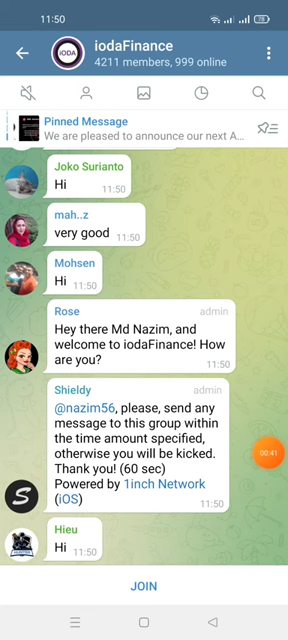 11:50
78
iodaFinance
4211 members, 999 online
iODA
Pinned Message
We are pleased to announce our next A...
Joko Surianto
Hi
11:50
mah..z
very good
11:50
Mohsen
Hi
11:50
Rose
admin
Hey there Md Nazim, and
welcome to iodaFinance! How
are you?
11:50
Shieldy
admin
@nazim56, please, send any
message to this group within
the time amount specified,
otherwise you will be kicked.
Thank you! (60 sec)
Powered by 1inch Network
(iOS)
11:50
00:41
S
Hieu
Hi
11:50
JOIN